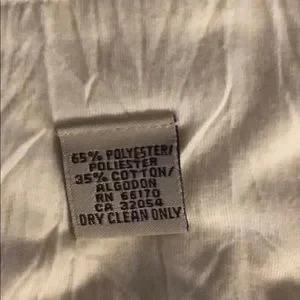 65% POLYESTER/
POLIESTER
35% COTTON/
ALGODON
RN 66170
CA 32054
DRY CLEAN ONLY